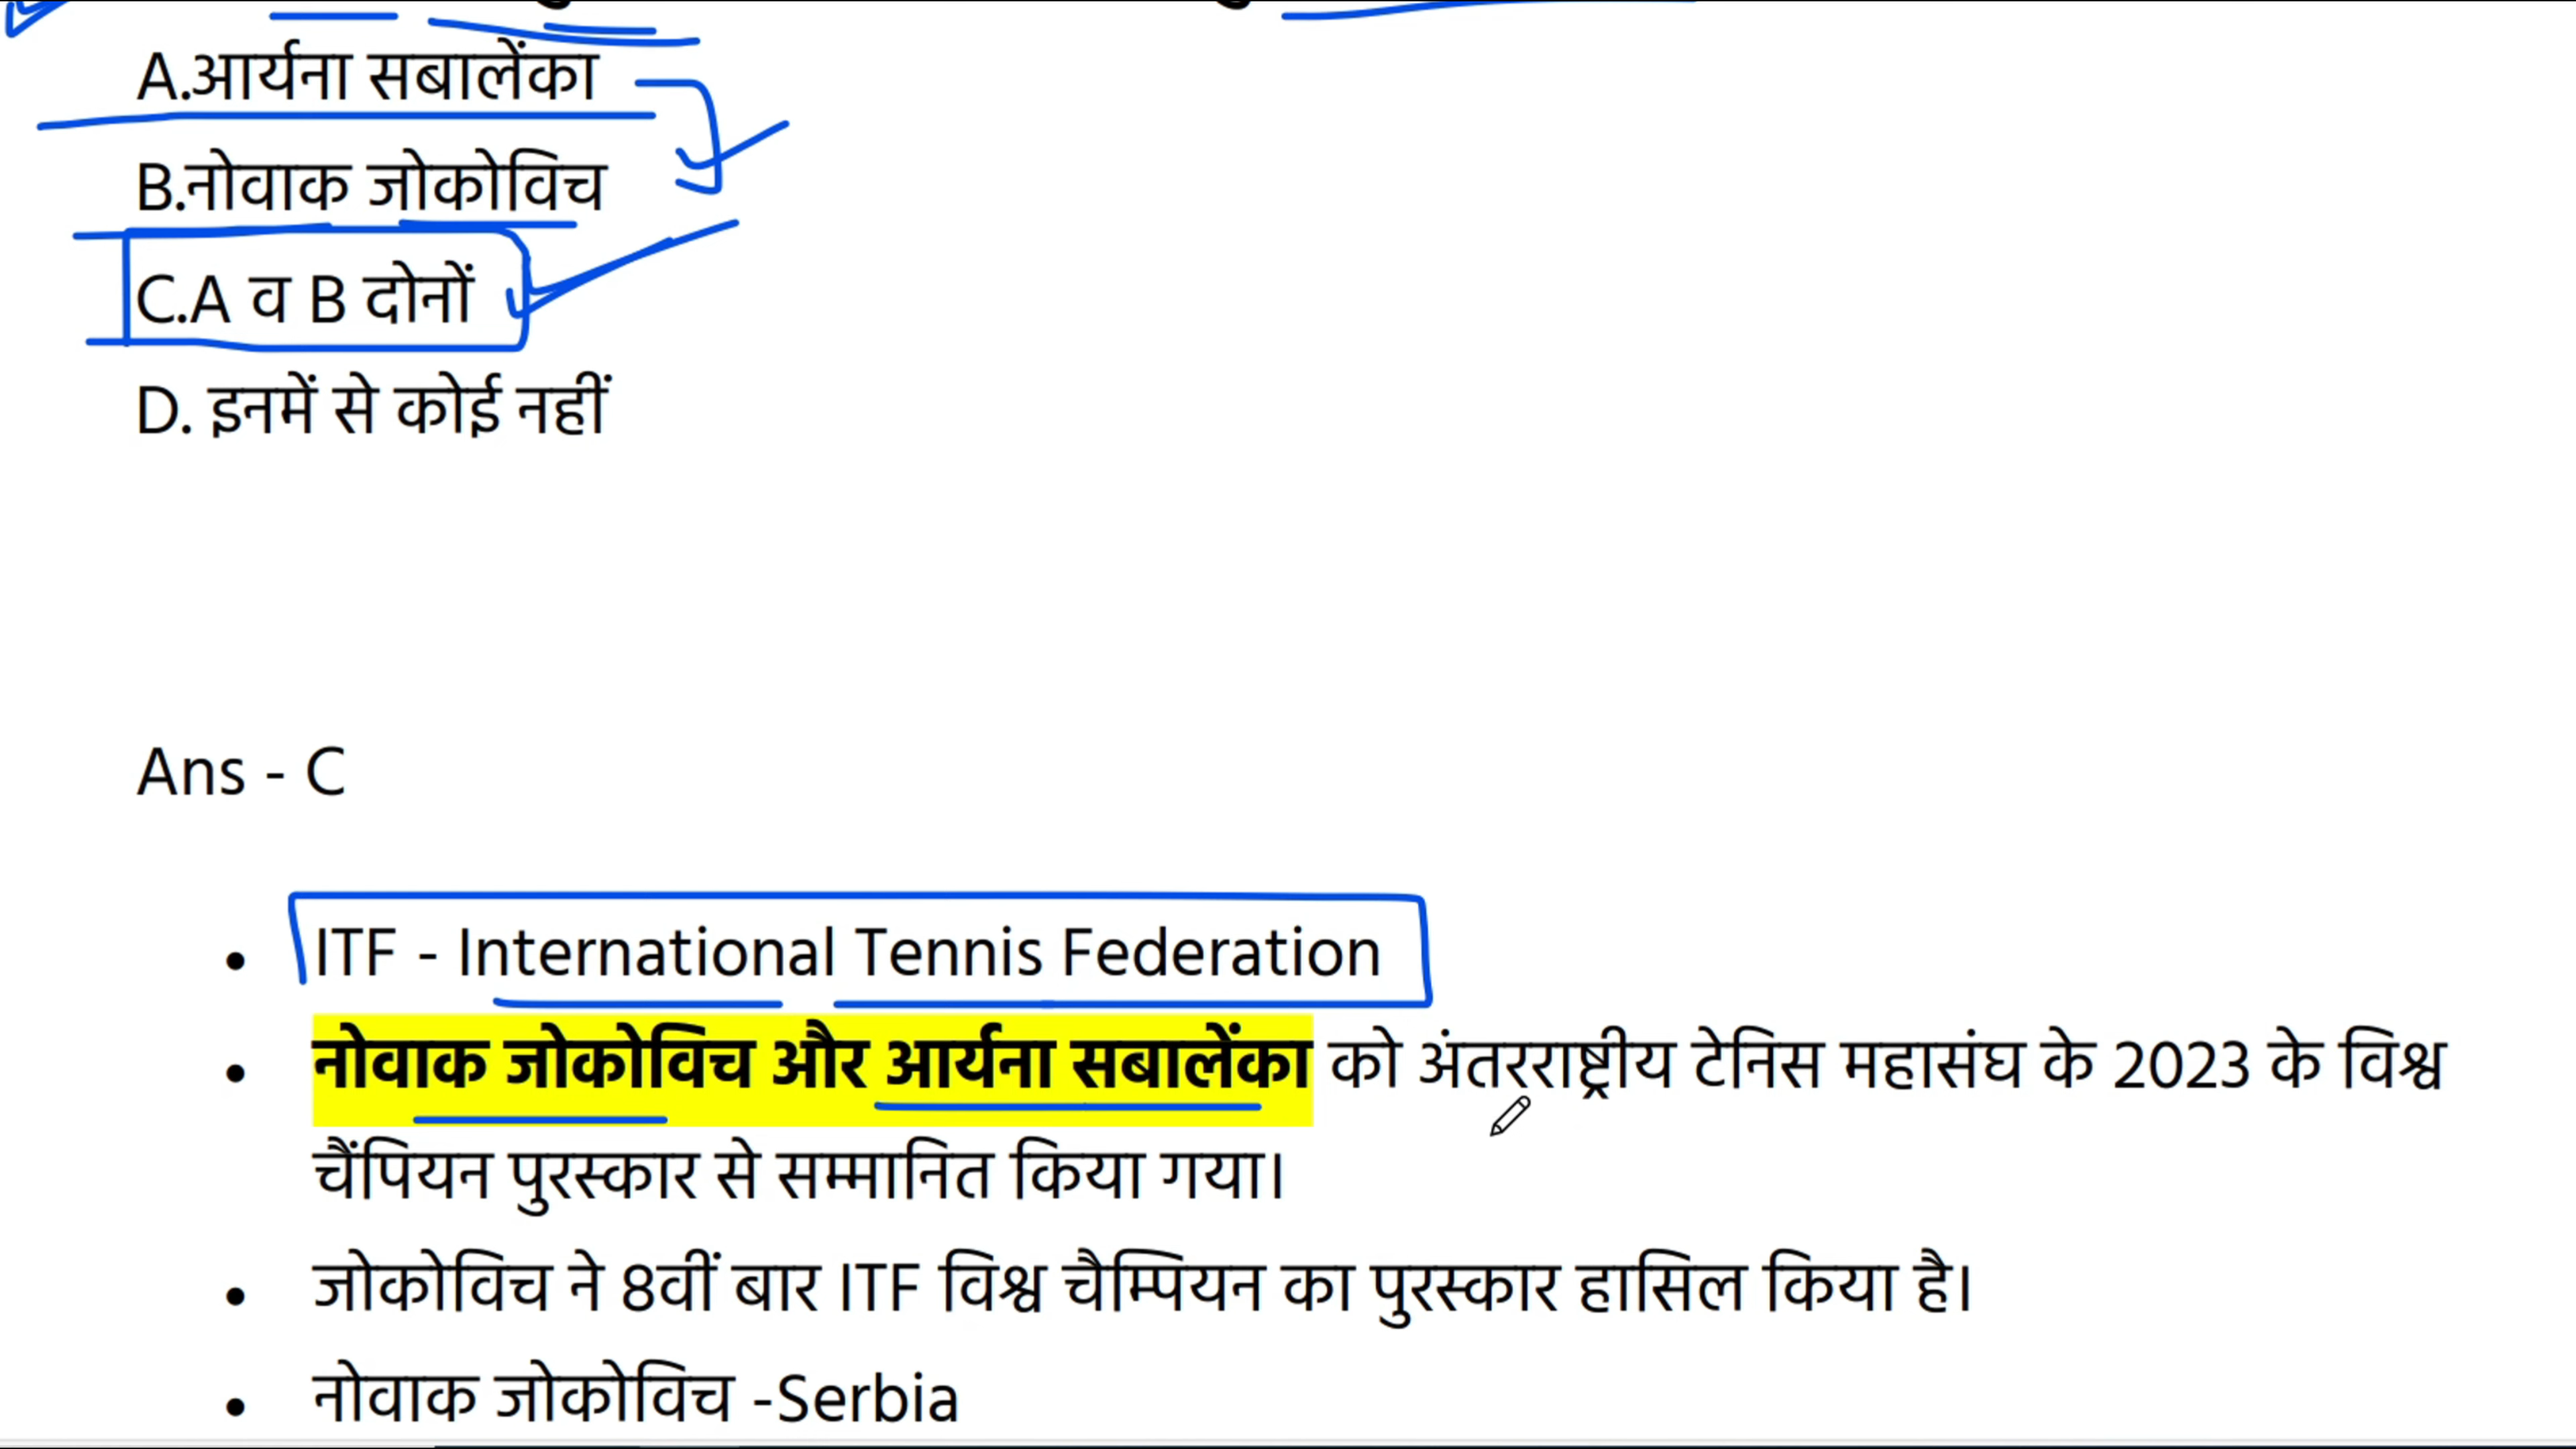 A.आर्यना सबालेंका
B.नोवाक जोकोविच
C.A व B दोनों
D. इनमें से कोई नहीं
Ans - C
• ITF - International Tennis Federation
• नोवाक जोकोविच और आर्यना सबालेंका को अंतरराष्ट्रीय टेनिस महासंघ के 2023 के विश्व
चैंपियन पुरस्कार से सम्मानित किया गया।
• जोकोविच ने 8वीं बार ITF विश्व चैम्पियन का पुरस्कार हासिल किया है।
• नोवाक जोकोविच -Serbia